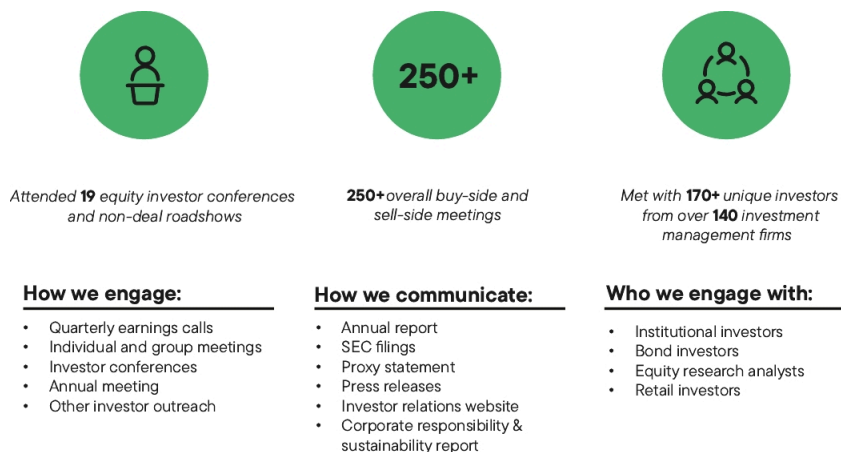 250+
Attended 19 equity investor conferences
and non-deal roadshows
250+ overall buy-side and
sell-side meetings
Met with 170+ unique investors
from over 140 investment
management firms
How we engage:
• Quarterly earnings calls
• Individual and group meetings
• Investor conferences
• Annual meeting
• Other investor outreach
How we communicate:
• Annual report
• SEC filings
• Proxy statement
• Press releases
• Investor relations website
• Corporate responsibility &
sustainability report
Who we engage with:
• Institutional investors
• Bond investors
• Equity research analysts
• Retail investors